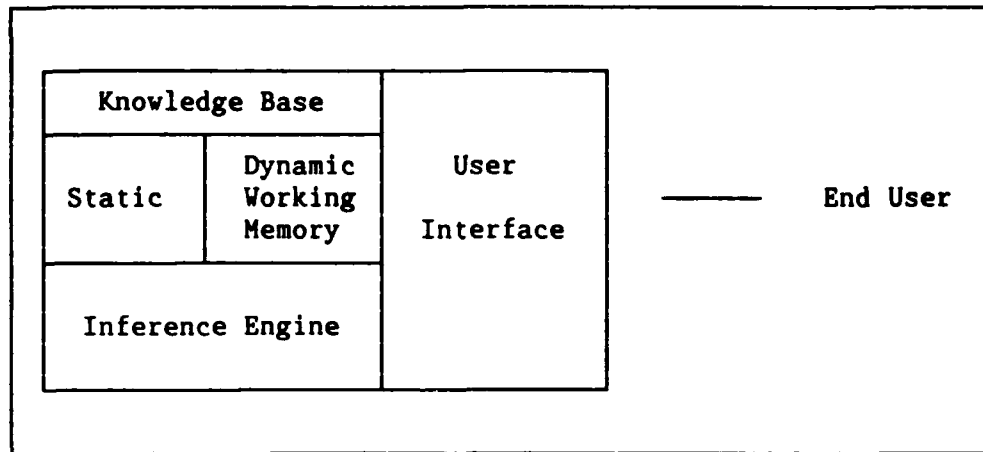 Knowledge Base
Static
Dynamic
Working
Memory
Inference Engine
User
Interface
End User